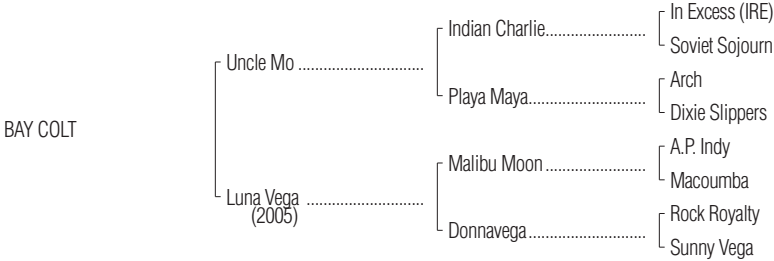 In Excess (IRE)
Indian Charlie........................
Soviet Sojourn
Uncle Mo ..............................
Arch
Playa Maya............................
Dixie Slippers
BAY COLT
A.P. Indy
Malibu Moon........................
Macoumba
Luna Vega ............................
(2005)
Rock Royalty
Donnavega............................
Sunny Vega